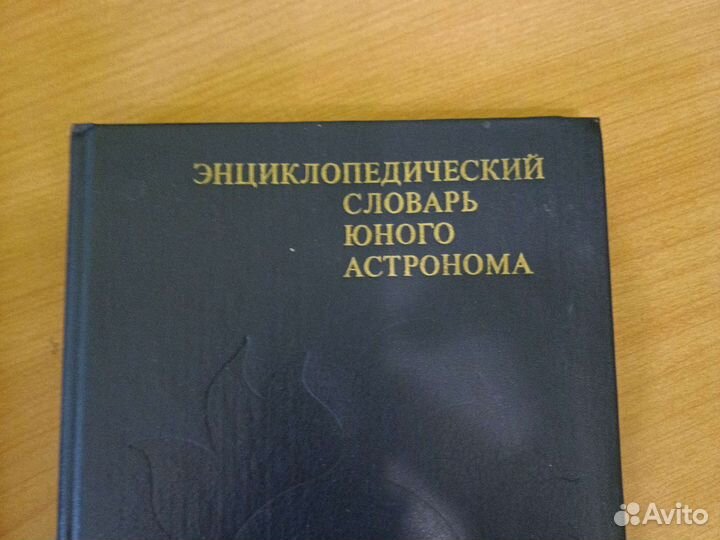 ЭНЦИКЛОПЕДИЧЕСКИЙ
СЛОВАРЬ
ЮНОГО
АСТРОНОМА
Avito